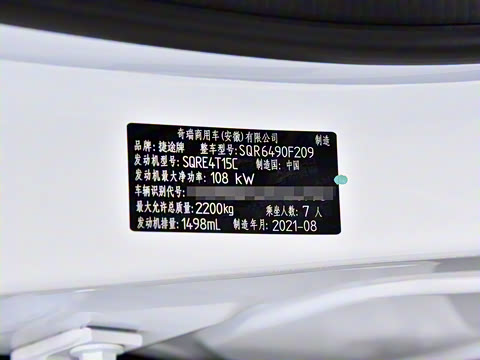 奇瑞商用车(安徽)有限公司 制造
品牌: 捷途牌 整车型号: SQR6490F209
发动机型号: SQRE4T15C 制造国: 中国
发动机最大净功率: 108 kW
车辆识别代号:
最大允许总质量: 2200kg 乘坐人数: 7 人
发动机排量: 1498mL 制造年月: 2021-08